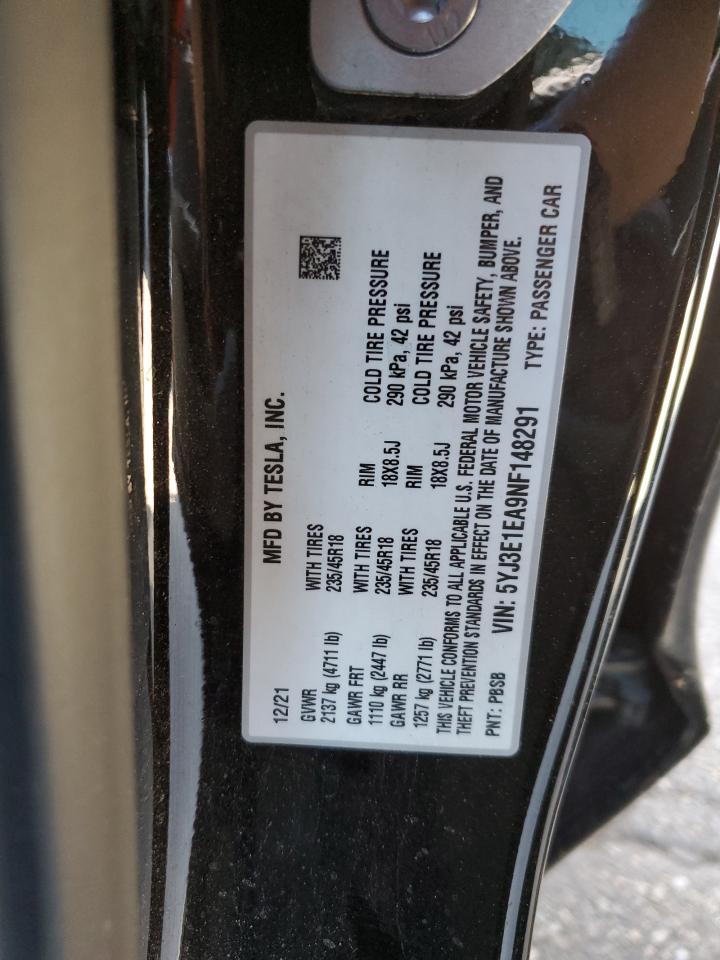 MFD BY TESLA, INC.
12/21
GVWR WITH TIRES
2137 kg (4711 lb) 235/45R18
GAWR FRT WITH TIRES RIM COLD TIRE PRESSURE
1110 kg (2447 lb) 235/45R18 18X8.5J 290 kPa, 42 psi
GAWR RR WITH TIRES RIM COLD TIRE PRESSURE
1257 kg (2771 lb) 235/45R18 18X8.5J 290 kPa, 42 psi
THIS VEHICLE CONFORMS TO ALL APPLICABLE U.S. FEDERAL MOTOR VEHICLE SAFETY, BUMPER, AND
THEFT PREVENTION STANDARDS IN EFFECT ON THE DATE OF MANUFACTURE SHOWN ABOVE.
PNT: PBSB VIN: 5YJ3E1EA9NF148291 TYPE: PASSENGER CAR